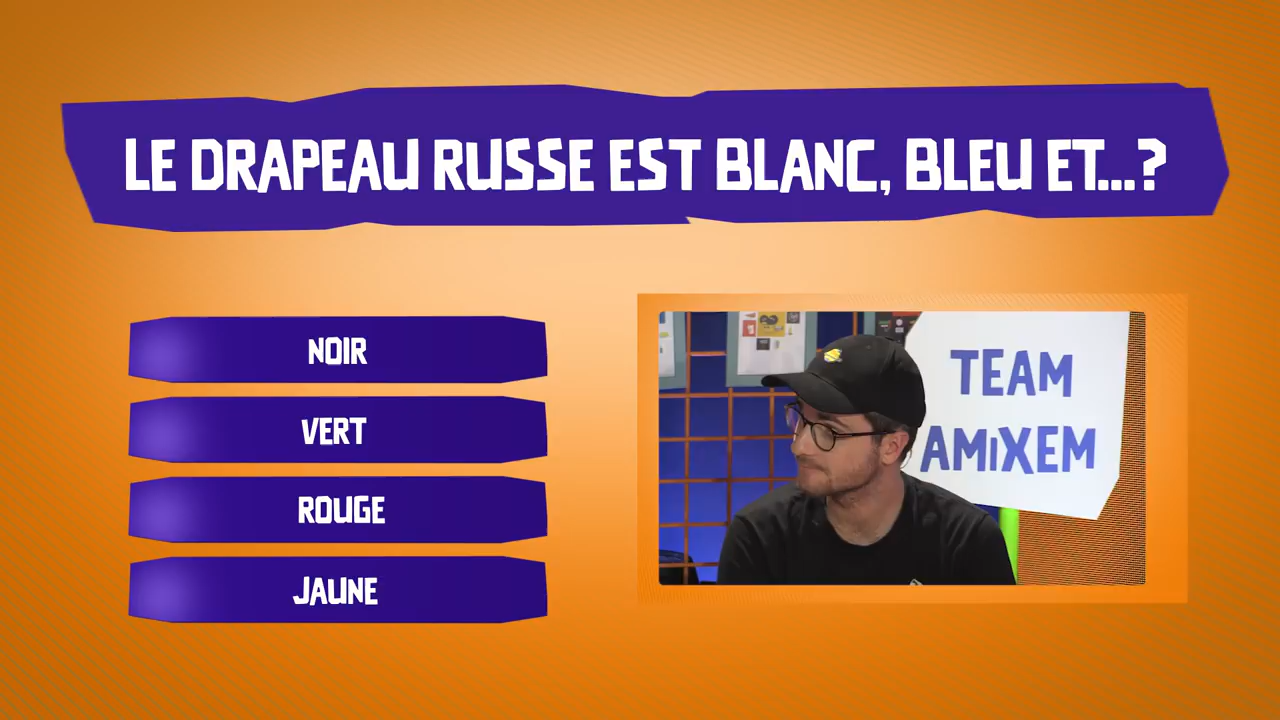 LE DRAPEAU RUSSE EST BLANC, BLEU ET...?
NOIR
VERT
ROUGE
JAUNE
TEAM
AMiXEM